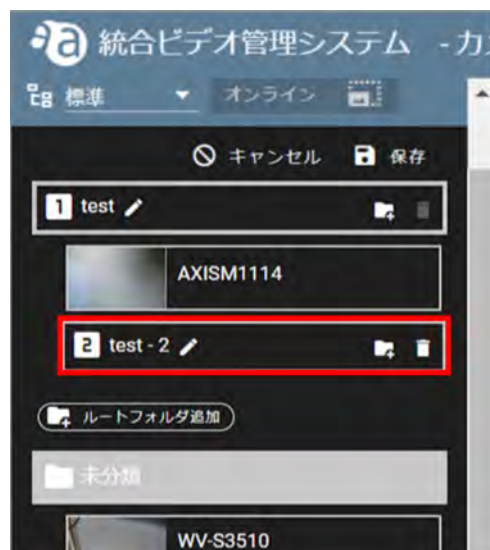 統合ビデオ管理システム - カ
標準 オンライン
キャンセル 保存
1 test
AXISM1114
2 test - 2
ルートフォルダ追加
未分類
WV-S3510